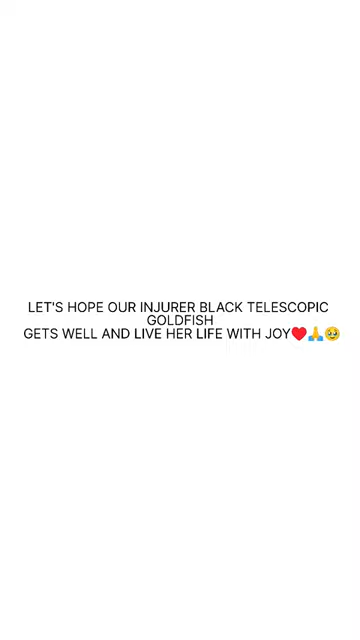 LET'S HOPE OUR INJURER BLACK TELESCOPIC
GOLDFISH
GETS WELL AND LIVE HER LIFE WITH JOY♥️🙏🥹